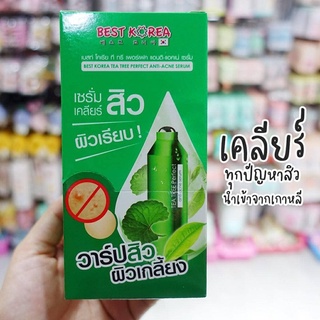 BEST KOREA
เบสท์ โคเรีย ที ทรี เพอร์เฟค แอนตี-แอคเน่ เซรั่ม
BEST KOREA TEA TREE PERFECT ANTI-ACNE SERUM
เซรั่ม
เคลียร์ สิว
ผิวเรียบ !
TEA TREE Perfect
วาร์ปสิว
ผิวเกลี้ยง
เคลียร์
ทุกปัญหาสิว
นำเข้าจากเกาหลี